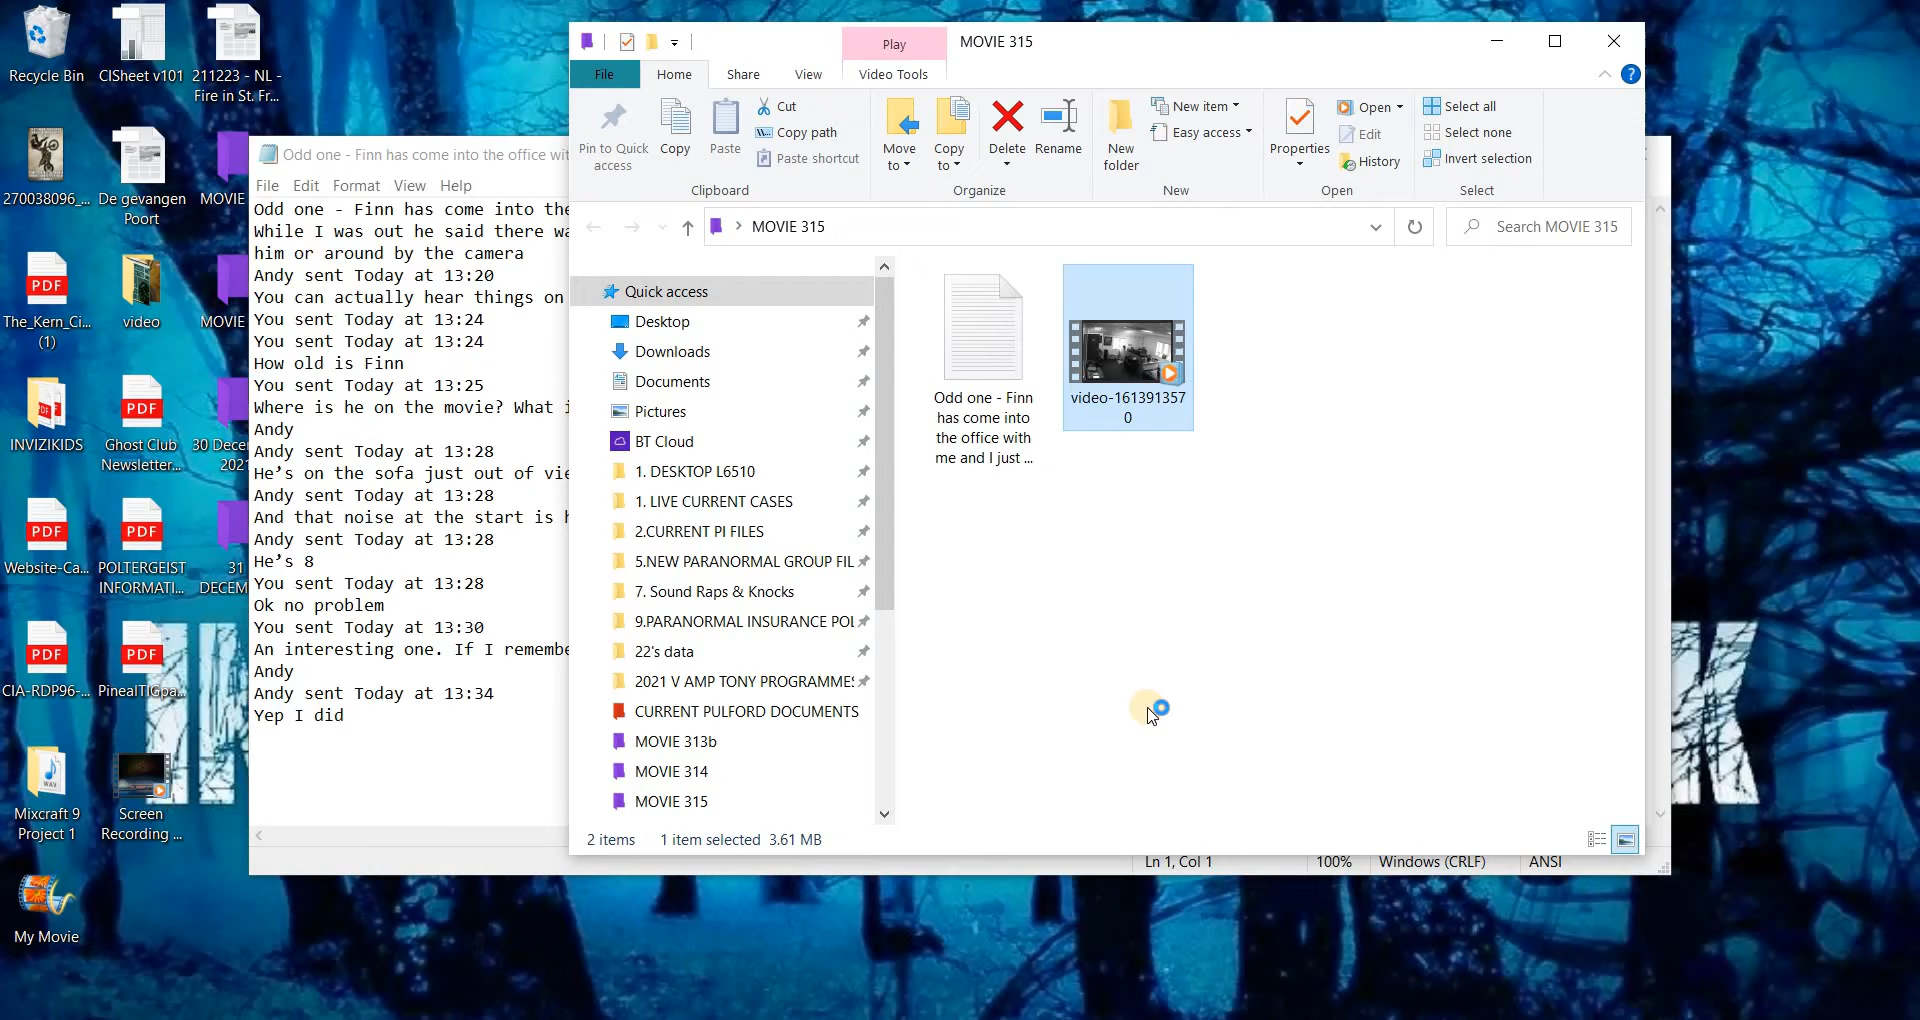 Recycle Bin
CISheet v101
211223 - NL -
Fire in St. Fr...
270038096_...
De gevangen
Poort
MOVIE
The_Kern_Ci...
(1)
video
MOVIE
INVIZIKIDS
Ghost Club
Newsletter...
30 Decem
202
Website-Ca...
POLTERGEIST
INFORMATI...
31
DECEM
CIA-RDP96-...
PinealTIGpa...
Mixcraft 9
Project 1
Screen
Recording ...
My Movie
PDF
PDF
PDF
PDF
PDF
PDF
WAV
Odd one - Finn has come into the office wit
File Edit Format View Help
Odd one - Finn has come into the
While I was out he said there wa
him or around by the camera
Andy sent Today at 13:20
You can actually hear things on
You sent Today at 13:24
You sent Today at 13:24
How old is Finn
You sent Today at 13:25
Where is he on the movie? What i
Andy
Andy sent Today at 13:28
He’s on the sofa just out of vie
Andy sent Today at 13:28
And that noise at the start is h
Andy sent Today at 13:28
He’s 8
You sent Today at 13:28
Ok no problem
You sent Today at 13:30
An interesting one. If I remembe
Andy
Andy sent Today at 13:34
Yep I did
Ln 1, Col 1 100% Windows (CRLF) ANSI
Play MOVIE 315
File Home Share View Video Tools
Pin to Quick
access
Copy
Paste
Cut
Copy path
Paste shortcut
Clipboard
Move
to
Copy
to
Delete
Rename
Organize
New
folder
New item
Easy access
New
Properties
Open
Edit
History
Open
Select all
Select none
Invert selection
Select
MOVIE 315
Search MOVIE 315
Quick access
Desktop
Downloads
Documents
Pictures
BT Cloud
1. DESKTOP L6510
1. LIVE CURRENT CASES
2.CURRENT PI FILES
5.NEW PARANORMAL GROUP FIL
7. Sound Raps & Knocks
9.PARANORMAL INSURANCE POL
22's data
2021 V AMP TONY PROGRAMMES
CURRENT PULFORD DOCUMENTS
MOVIE 313b
MOVIE 314
MOVIE 315
Odd one - Finn
has come into
the office with
me and I just ...
video-161391357
0
2 items 1 item selected 3.61 MB